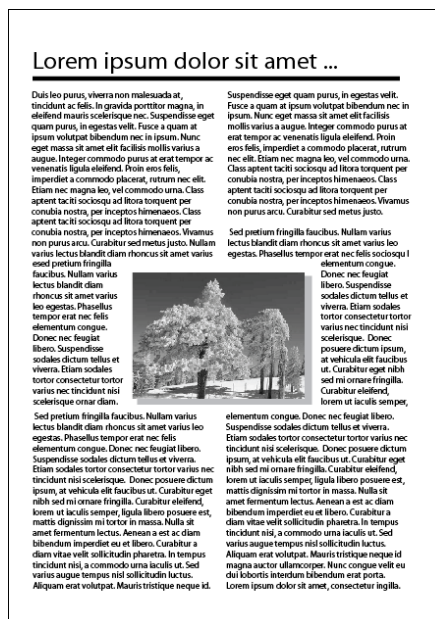 Lorem ipsum dolor sit amet ...
Duis leo purus, viverra non malesuada at,
tincidunt ac felis. In gravida porttitor magna, in
eleifend mauris scelerisque nec. Suspendisse eget
quam purus, in egestas velit. Fusce a quam at
ipsum volutpat bibendum nec in ipsum. Nunc
eget massa sit amet elit facilisis mollis varius a
augue. Integer commodo purus at erat tempor ac
venenatis ligula eleifend. Proin eros felis,
imperdiet a commodo placerat, rutrum nec elit.
Etiam nec magna leo, vel commodo urna. Class
aptent taciti sociosqu ad litora torquent per
conubia nostra, per inceptos himenaeos. Class
aptent taciti sociosqu ad litora torquent per
conubia nostra, per inceptos himenaeos. Vivamus
non purus arcu. Curabitur sed metus justo. Nullam
varius lectus blandit diam rhoncus sit amet varius
esed pretium fringilla
faucibus. Nullam varius
lectus blandit diam
rhoncus sit amet varius
leo egestas. Phasellus
tempor erat nec felis
elementum congue.
Donec nec feugiat
libero. Suspendisse
sodales dictum tellus et
viverra. Etiam sodales
tortor consectetur tortor
varius nec tincidunt nisi
scelerisque ornar diam.
Sed pretium fringilla faucibus. Nullam varius
lectus blandit diam rhoncus sit amet varius leo
egestas. Phasellus tempor erat nec felis
elementum congue. Donec nec feugiat libero.
Suspendisse sodales dictum tellus et viverra.
Etiam sodales tortor consectetur tortor varius nec
tincidunt nisi scelerisque. Donec posuere dictum
ipsum, at vehicula elit faucibus ut. Curabitur eget
nibh sed mi ornare fringilla. Curabitur eleifend,
lorem ut iaculis semper, ligula libero posuere est,
mattis dignissim mi tortor in massa. Nulla sit
amet fermentum lectus. Aenean a est ac diam
bibendum imperdiet eu et libero. Curabitur a
diam vitae velit sollicitudin pharetra. In tempus
tincidunt nisi, a commodo urna iaculis ut. Sed
varius augue tempus nisl sollicitudin luctus.
Aliquam erat volutpat. Mauris tristique neque id.
Suspendisse eget quam purus, in egestas velit.
Fusce a quam at ipsum volutpat bibendum nec in
ipsum. Nunc eget massa sit amet elit facilisis
mollis varius a augue. Integer commodo purus at
erat tempor ac venenatis ligula eleifend. Proin
eros felis, imperdiet a commodo placerat, rutrum
nec elit. Etiam nec magna leo, vel commodo urna.
Class aptent taciti sociosqu ad litora torquent per
conubia nostra, per inceptos himenaeos. Vivamus
non purus arcu. Curabitur sed metus justo.
Sed pretium fringilla faucibus. Nullam varius
lectus blandit diam rhoncus sit amet varius leo
egestas. Phasellus tempor erat nec felis sociosqu l
elementum congue.
Donec nec feugiat
libero. Suspendisse
sodales dictum tellus et
viverra. Etiam sodales
tortor consectetur tortor
varius nec tincidunt nisi
scelerisque. Donec
posuere dictum ipsum,
at vehicula elit faucibus
ut. Curabitur eget nibh
sed mi ornare fringilla.
Curabitur eleifend,
lorem ut iaculis semper,
elementum congue. Donec nec feugiat libero.
Suspendisse sodales dictum tellus et viverra.
Etiam sodales tortor consectetur tortor varius nec
tincidunt nisi scelerisque. Donec posuere dictum
ipsum, at vehicula elit faucibus ut. Curabitur eget
nibh sed mi ornare fringilla. Curabitur eleifend,
lorem ut iaculis semper, ligula libero posuere est,
mattis dignissim mi tortor in massa. Nulla sit
amet fermentum lectus. Aenean a est ac diam
bibendum imperdiet eu et libero. Curabitur a
diam vitae velit sollicitudin pharetra. In tempus
tincidunt nisi, a commodo urna iaculis ut. Sed
varius augue tempus nisl sollicitudin luctus.
Aliquam erat volutpat. Mauris tristique neque id
magna auctor ullamcorper. Nunc congue velit eu
dui lobortis interdum bibendum erat porta.
Lorem ipsum dolor sit amet, consectetur ingilla.